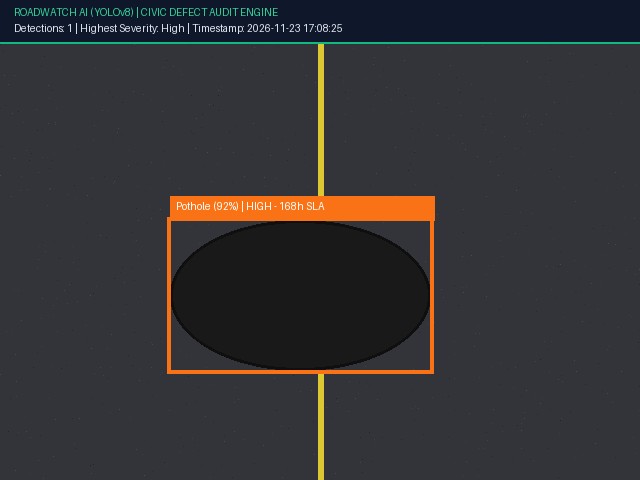 ROADWATCH AI (YOLOv8) | CIVIC DEFECT AUDIT ENGINE
Detections: 1 | Highest Severity: High | Timestamp: 2026-11-23 17:08:25
Pothole (92%) | HIGH - 168h SLA